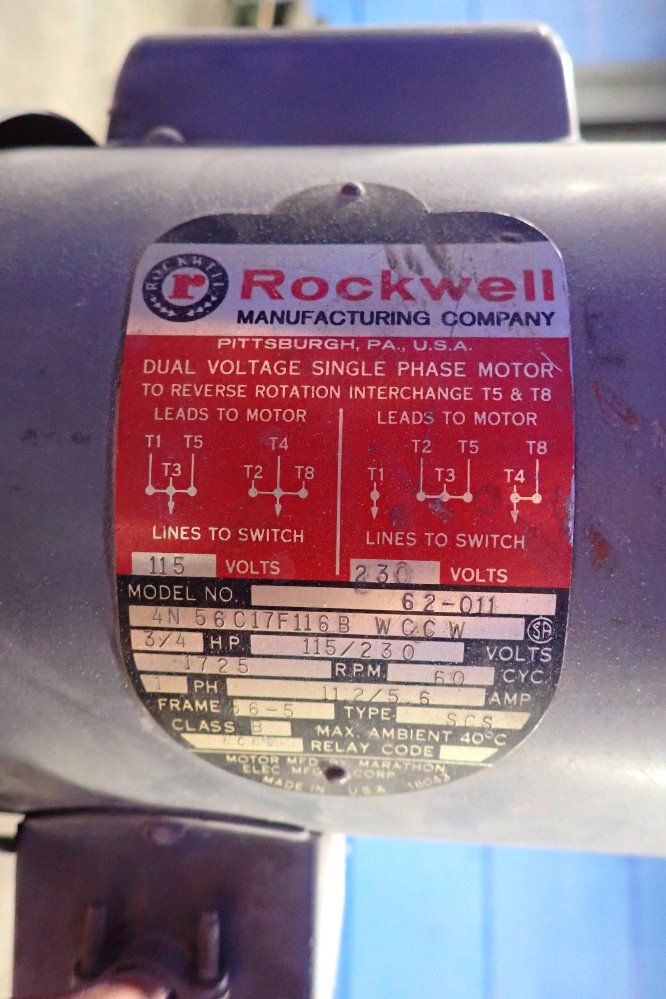 ROCKWELL
r
Rockwell
MANUFACTURING COMPANY
PITTSBURGH, PA., U.S.A.
DUAL VOLTAGE SINGLE PHASE MOTOR
TO REVERSE ROTATION INTERCHANGE T5 & T8
LEADS TO MOTOR
T1 T5 T4
T3 T2 T8
LINES TO SWITCH
115 VOLTS
LEADS TO MOTOR
T2 T5 T8
T1 T3 T4
LINES TO SWITCH
230 VOLTS
MODEL NO. 62-011
4N 56C17F116B WCCW SA
3/4 H.P. 115/230 VOLTS
1725 R.P.M. 60 CYC.
1 PH 11.2/5.6 AMP
FRAME 56-5 TYPE SCS
CLASS B MAX. AMBIENT 40°C
NONE RELAY CODE
MOTOR MFD BY MARATHON
ELEC MFG CORP
MADE IN U.S.A. 18043